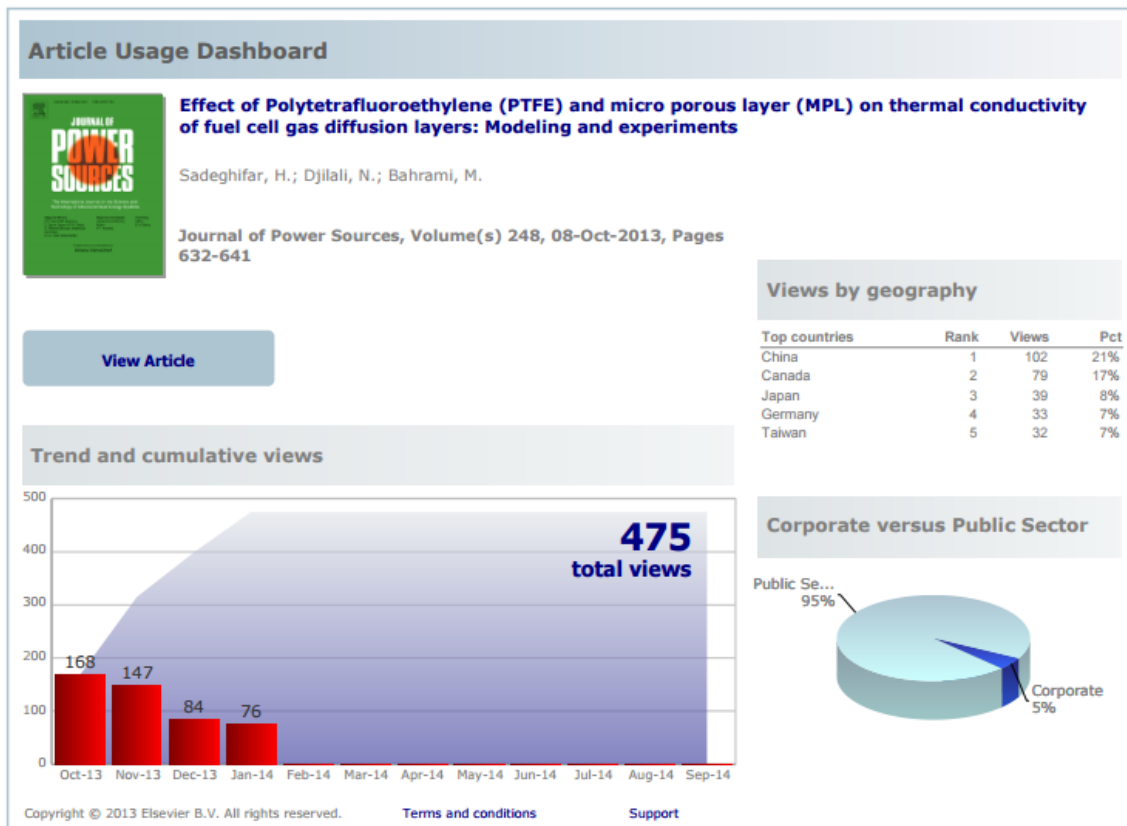 Article Usage Dashboard
JOURNAL OF
POWER
SOURCES
Effect of Polytetrafluoroethylene (PTFE) and micro porous layer (MPL) on thermal conductivity
of fuel cell gas diffusion layers: Modeling and experiments
Sadeghifar, H.; Djilali, N.; Bahrami, M.
Journal of Power Sources, Volume(s) 248, 08-Oct-2013, Pages
632-641
View Article
Views by geography
Top countries Rank Views Pct
China 1 102 21%
Canada 2 79 17%
Japan 3 39 8%
Germany 4 33 7%
Taiwan 5 32 7%
Trend and cumulative views
500
400
300
200
100
0
475
total views
168
147
84
76
Oct-13 Nov-13 Dec-13 Jan-14 Feb-14 Mar-14 Apr-14 May-14 Jun-14 Jul-14 Aug-14 Sep-14
Corporate versus Public Sector
Public Se...
95%
Corporate
5%
Copyright © 2013 Elsevier B.V. All rights reserved. Terms and conditions Support